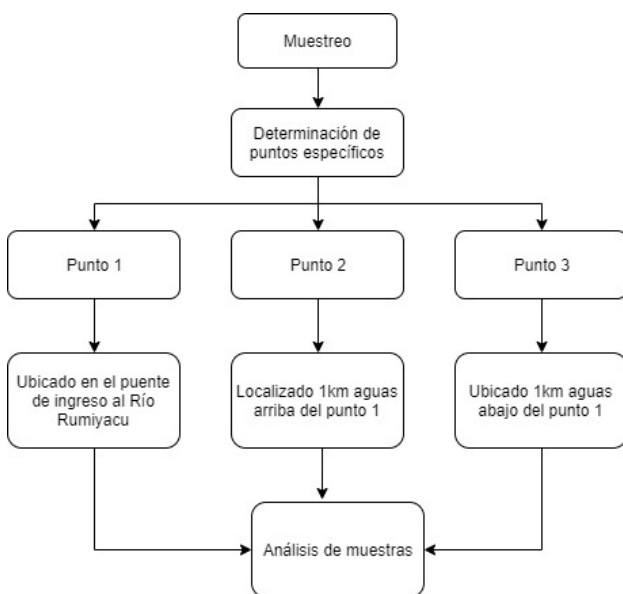 Muestreo
Determinación de
puntos específicos
Punto 1
Punto 2
Punto 3
Ubicado en el puente
de ingreso al Río
Rumiyacu
Localizado 1km aguas
arriba del punto 1
Ubicado 1km aguas
abajo del punto 1
Análisis de muestras